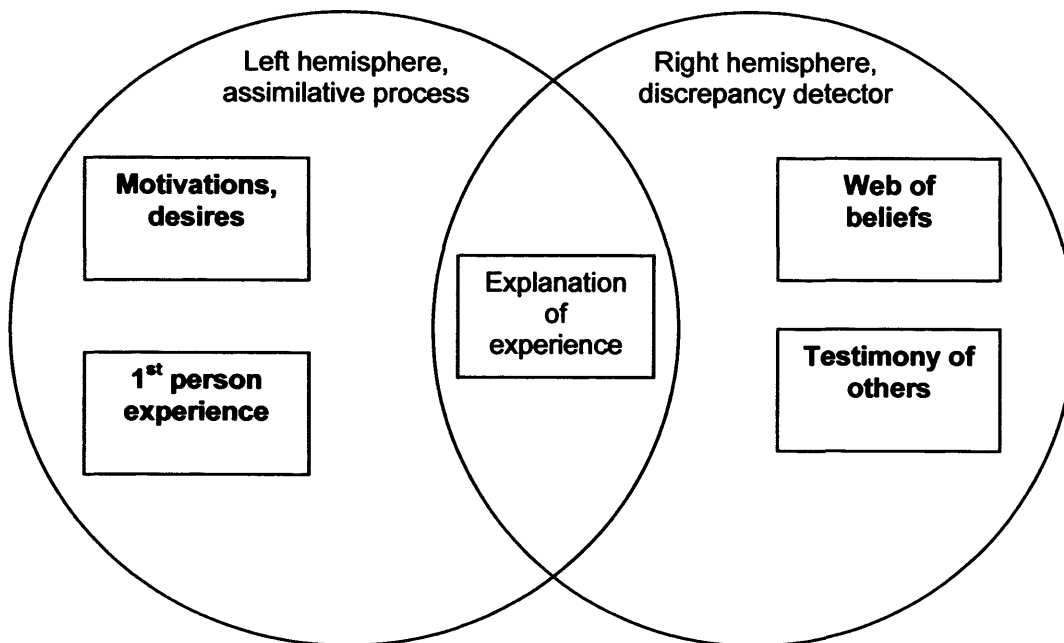 Left hemisphere,
assimilative process
Motivations,
desires
1st person
experience
Explanation
of
experience
Right hemisphere,
discrepancy detector
Web of
beliefs
Testimony of
others